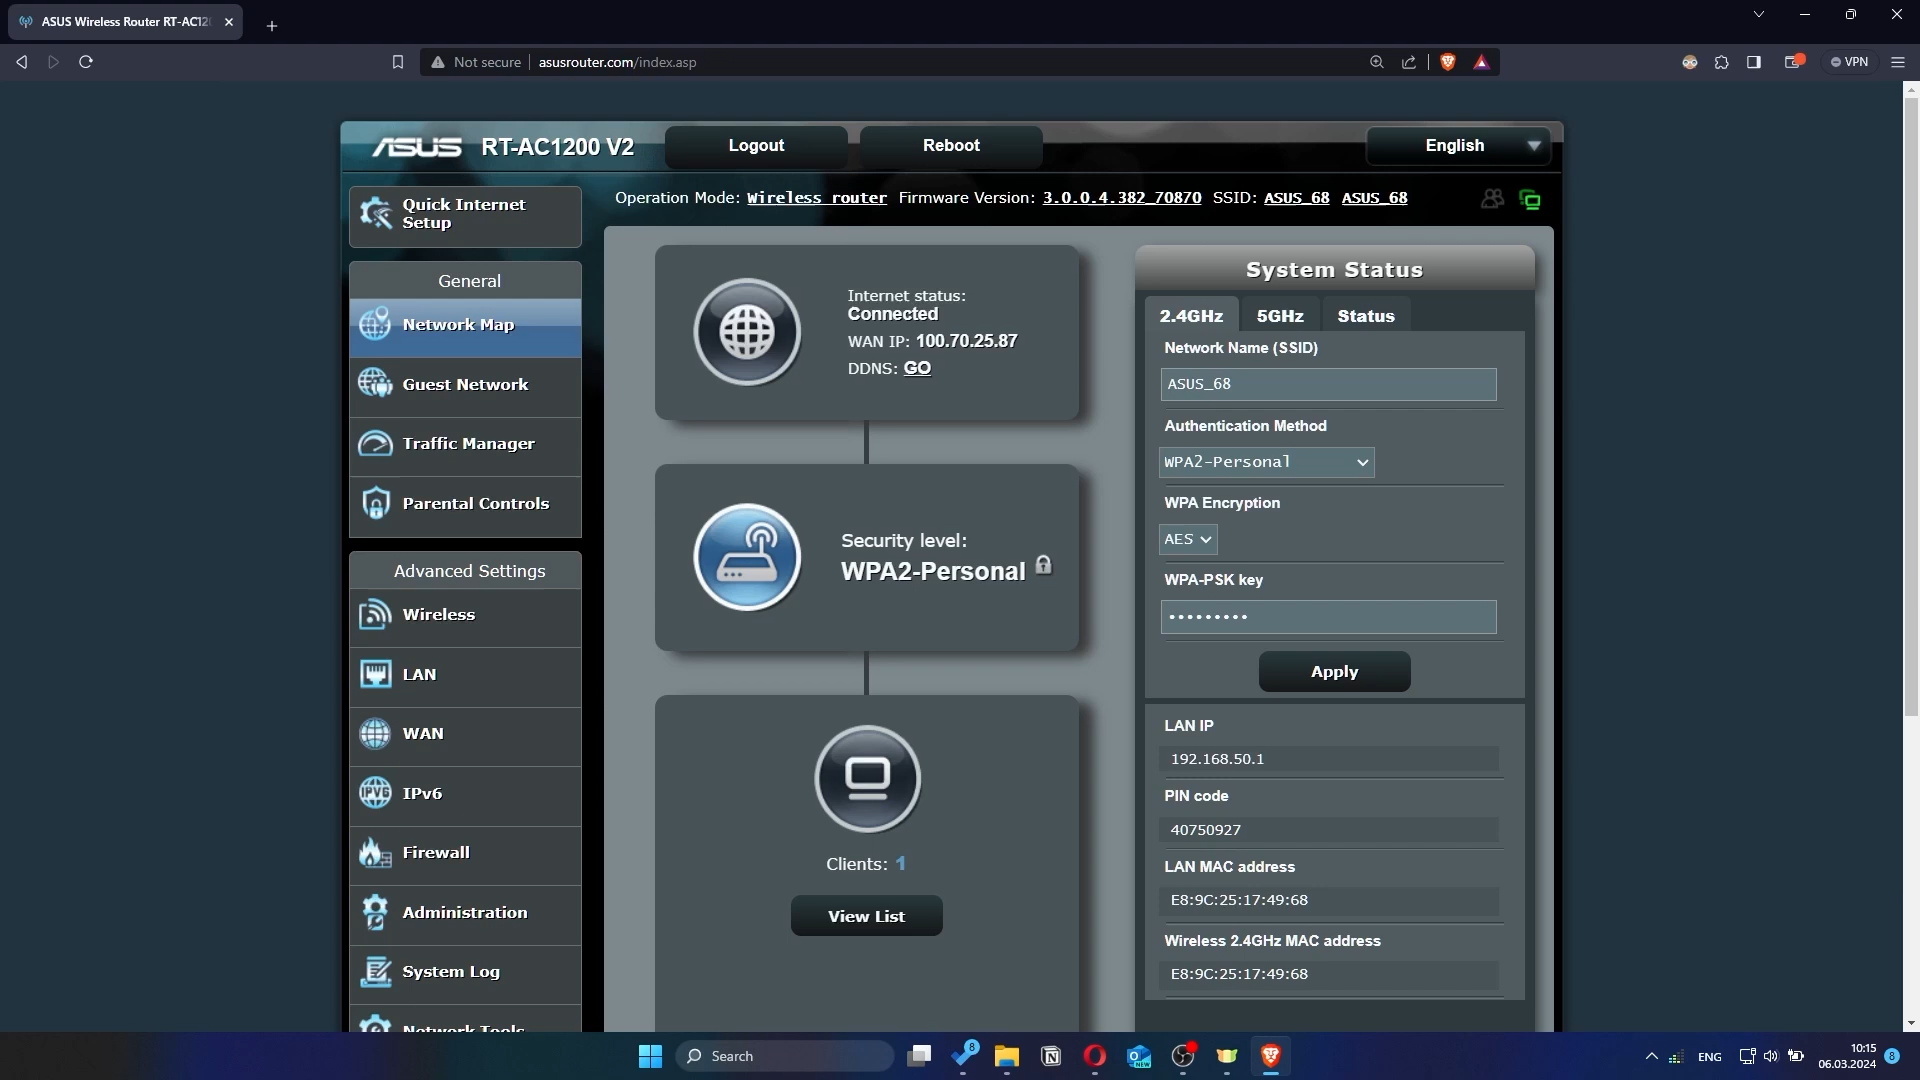 ASUS Wireless Router RT-AC120
Not secure
asusrouter.com/index.asp
VPN
ASUS RT-AC1200 V2
Logout
Reboot
English
Quick Internet
Setup
Operation Mode: Wireless router Firmware Version: 3.0.0.4.382_70870 SSID: ASUS_68 ASUS_68
General
Network Map
Guest Network
Traffic Manager
Parental Controls
Advanced Settings
Wireless
LAN
WAN
IPv6
Firewall
Administration
System Log
Network Tools
Internet status:
Connected
WAN IP: 100.70.25.87
DDNS: GO
Security level:
WPA2-Personal
Clients: 1
View List
System Status
2.4GHz
5GHz
Status
Network Name (SSID)
ASUS_68
Authentication Method
WPA2-Personal
WPA Encryption
AES
WPA-PSK key
•••••••••
Apply
LAN IP
192.168.50.1
PIN code
40750927
LAN MAC address
E8:9C:25:17:49:68
Wireless 2.4GHz MAC address
E8:9C:25:17:49:68
Search
8
NEW
ENG
10:15
06.03.2024
8